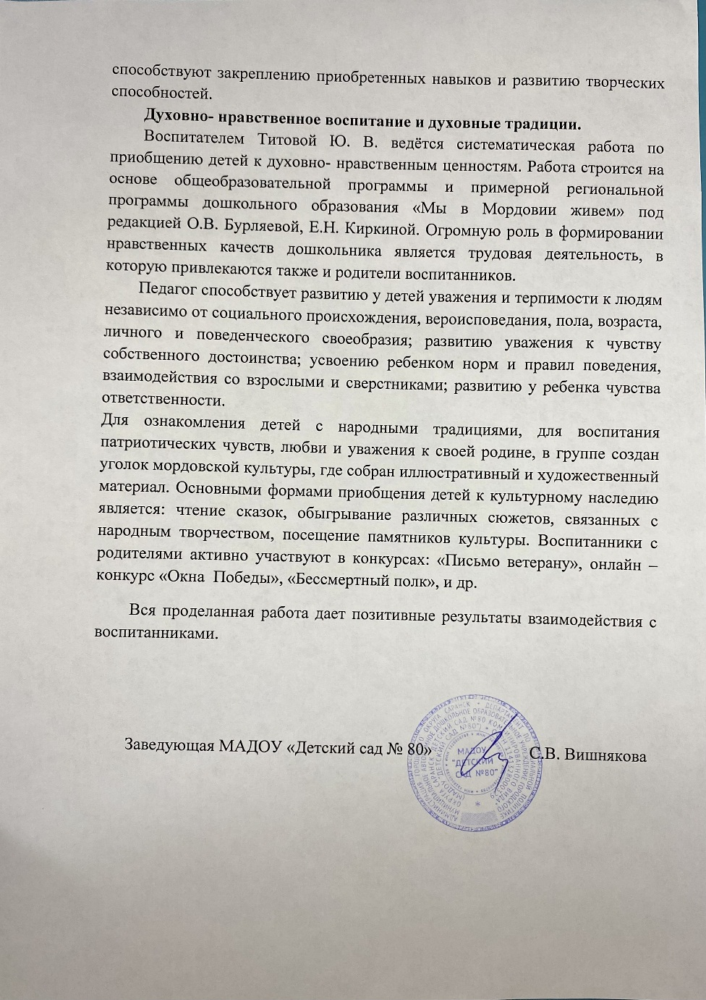 способствуют закреплению приобретенных навыков и развитию творческих
способностей.
Духовно- нравственное воспитание и духовные традиции.
Воспитателем Титовой Ю. В. ведётся систематическая работа по
приобщению детей к духовно- нравственным ценностям. Работа строится на
основе общеобразовательной программы и примерной региональной
программы дошкольного образования «Мы в Мордовии живем» под
редакцией О.В. Бурляевой, Е.Н. Киркиной. Огромную роль в формировании
нравственных качеств дошкольника является трудовая деятельность, в
которую привлекаются также и родители воспитанников.
Педагог способствует развитию у детей уважения и терпимости к людям
независимо от социального происхождения, вероисповедания, пола, возраста,
личного и поведенческого своеобразия; развитию уважения к чувству
собственного достоинства; усвоению ребенком норм и правил поведения,
взаимодействия со взрослыми и сверстниками; развитию у ребенка чувства
ответственности.
Для ознакомления детей с народными традициями, для воспитания
патриотических чувств, любви и уважения к своей родине, в группе создан
уголок мордовской культуры, где собран иллюстративный и художественный
материал. Основными формами приобщения детей к культурному наследию
является: чтение сказок, обыгрывание различных сюжетов, связанных с
народным творчеством, посещение памятников культуры. Воспитанники с
родителями активно участвуют в конкурсах: «Письмо ветерану», онлайн –
конкурс «Окна Победы», «Бессмертный полк», и др.
Вся проделанная работа дает позитивные результаты взаимодействия с
воспитанниками.
Заведующая МАДОУ «Детский сад № 80» С.В. Вишнякова
МАДОУ
"ДЕТСКИЙ
САД №80"